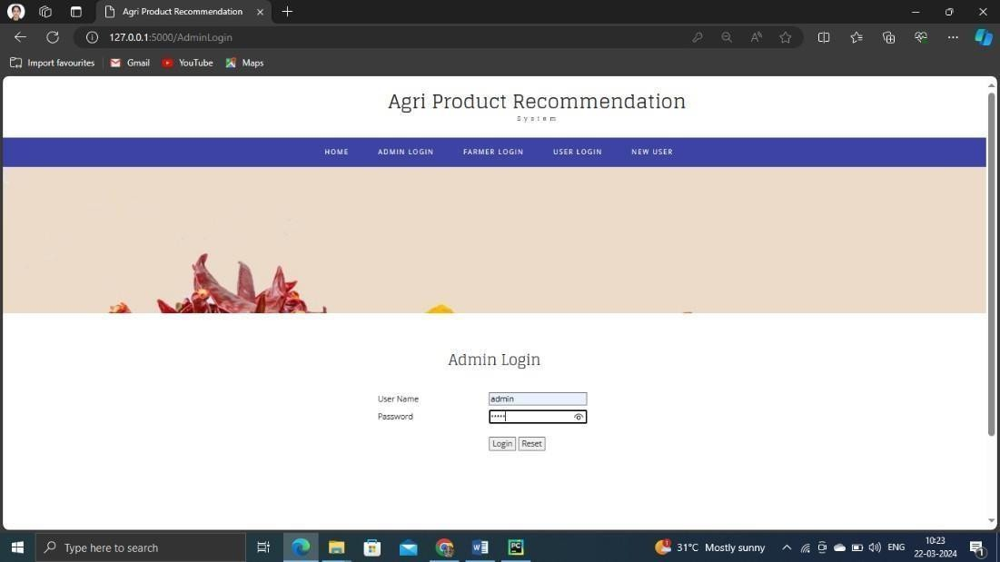 Agri Product Recommendation
127.0.0.1:5000/AdminLogin
Import favourites Gmail YouTube Maps
Agri Product Recommendation
System
HOME ADMIN LOGIN FARMER LOGIN USER LOGIN NEW USER
Admin Login
User Name admin
Password •••••
Login Reset
Type here to search 31°C Mostly sunny ENG 10:23
22-03-2024